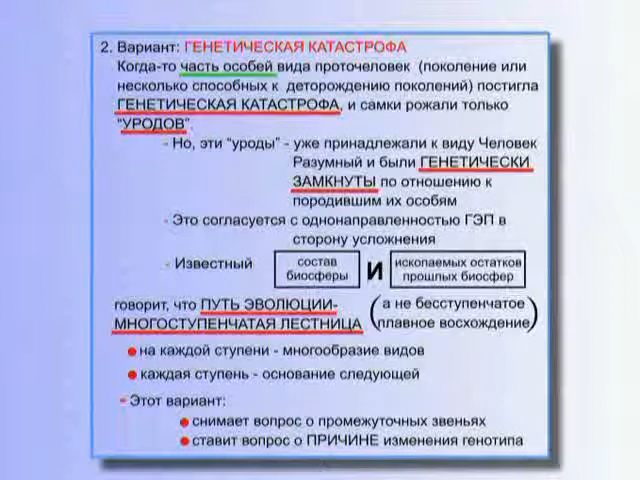 2. Вариант: ГЕНЕТИЧЕСКАЯ КАТАСТРОФА
Когда-то часть особей вида проточеловек (поколение или
несколько способных к деторождению поколений) постигла
ГЕНЕТИЧЕСКАЯ КАТАСТРОФА, и самки рожали только
"УРОДОВ".
- Но, эти "уроды" - уже принадлежали к виду Человек
Разумный и были ГЕНЕТИЧЕСКИ
ЗАМКНУТЫ по отношению к
породившим их особям
- Это согласуется с однонаправленностью ГЭП в
сторону усложнения
- Известный состав биосферы И ископаемых остатков прошлых биосфер
говорит, что ПУТЬ ЭВОЛЮЦИИ- (а не бесступенчатое
МНОГОСТУПЕНЧАТАЯ ЛЕСТНИЦА плавное восхождение)
на каждой ступени - многообразие видов
каждая ступень - основание следующей
- Этот вариант:
снимает вопрос о промежуточных звеньях
ставит вопрос о ПРИЧИНЕ изменения генотипа